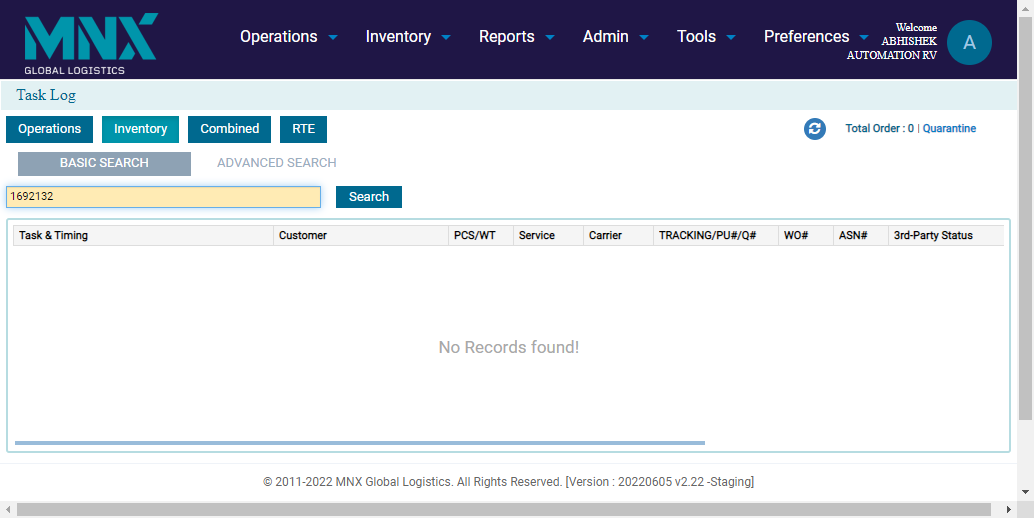 MNX
GLOBAL LOGISTICS
Operations Inventory Reports Admin Tools Preferences
Welcome
ABHISHEK
AUTOMATION RV
A
Task Log
Operations Inventory Combined RTE
Total Order : 0 | Quarantine
BASIC SEARCH ADVANCED SEARCH
1692132 Search
Task & Timing Customer PCS/WT Service Carrier TRACKING/PU#/Q# WO# ASN# 3rd-Party Status
No Records found!
© 2011-2022 MNX Global Logistics. All Rights Reserved. [Version : 20220605 v2.22 -Staging]